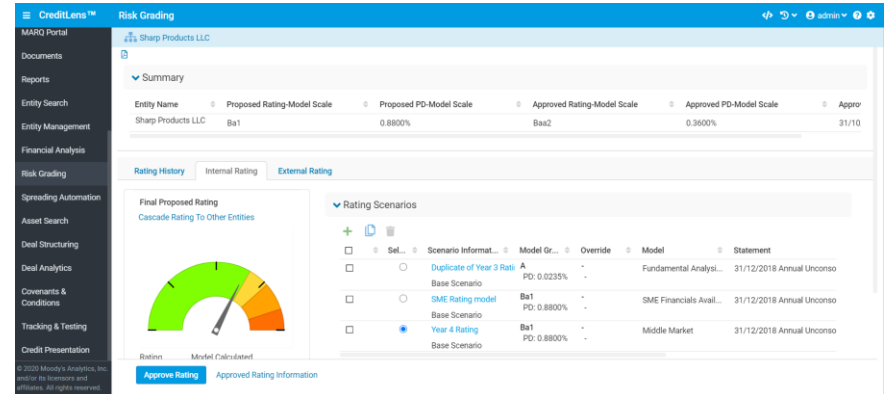 CreditLens™
Risk Grading
admin
MARQ Portal
Documents
Reports
Entity Search
Entity Management
Financial Analysis
Risk Grading
Spreading Automation
Asset Search
Deal Structuring
Deal Analytics
Covenants &
Conditions
Tracking & Testing
Credit Presentation
© 2020 Moody's Analytics, Inc.
and/or its licensors and
affiliates. All rights reserved.
Sharp Products LLC
Summary
Entity Name Proposed Rating-Model Scale Proposed PD-Model Scale Approved Rating-Model Scale Approved PD-Model Scale Approv
Sharp Products LLC Ba1 0.8800% Baa2 0.3600% 31/10
Rating History Internal Rating External Rating
Final Proposed Rating
Cascade Rating To Other Entities
Rating Model Calculated
Rating Scenarios
Sel... Scenario Informat... Model Gr... Override Model Statement
Duplicate of Year 3 Ratin A - Fundamental Analysi... 31/12/2018 Annual Unconso
PD: 0.0235% -
Base Scenario
SME Rating model Ba1 - SME Financials Avail... 31/12/2018 Annual Unconso
PD: 0.8800% -
Base Scenario
Year 4 Rating Ba1 - Middle Market 31/12/2018 Annual Unconso
PD: 0.8800% -
Base Scenario
Approve Rating Approved Rating Information